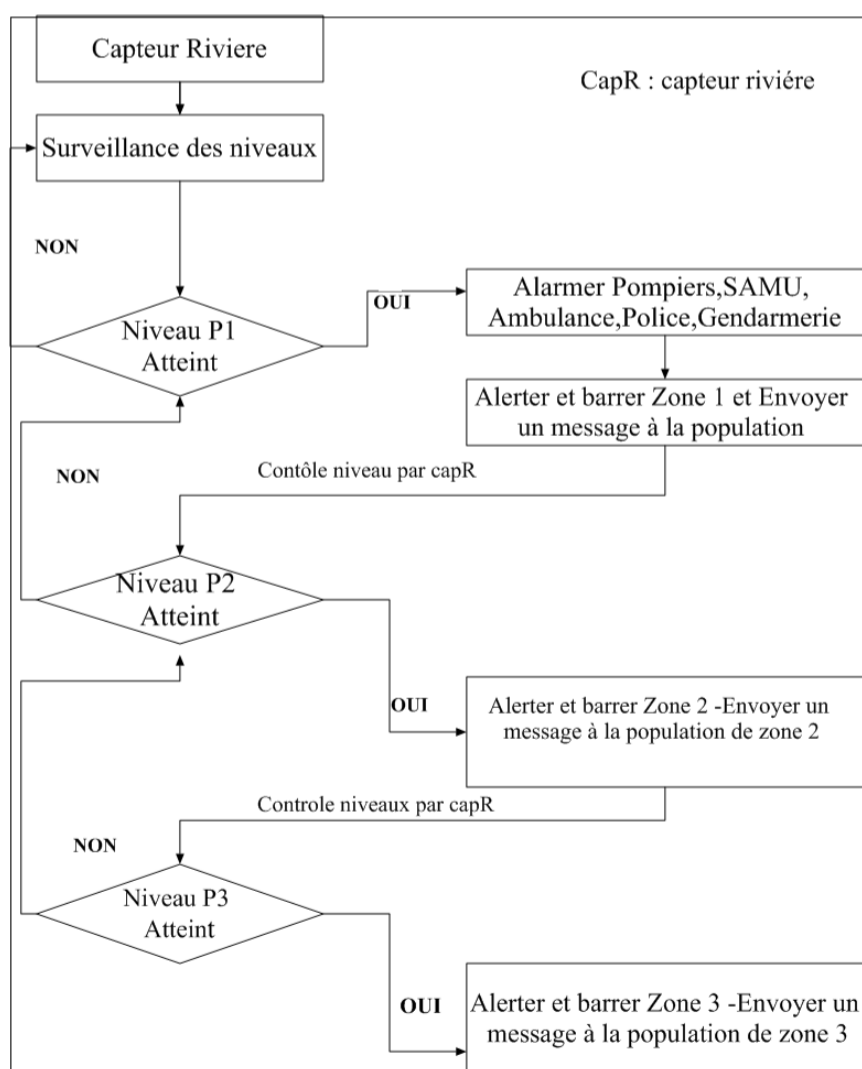 Capteur Riviere
CapR : capteur riviére
Surveillance des niveaux
NON
OUI
Alarmer Pompiers,SAMU,
Ambulance,Police,Gendarmerie
Niveau P1
Atteint
Alerter et barrer Zone 1 et Envoyer
un message à la population
NON
Contôle niveau par capR
Niveau P2
Atteint
OUI
Alerter et barrer Zone 2 -Envoyer un
message à la population de zone 2
Controle niveaux par capR
NON
Niveau P3
Atteint
OUI
Alerter et barrer Zone 3 -Envoyer un
message à la population de zone 3